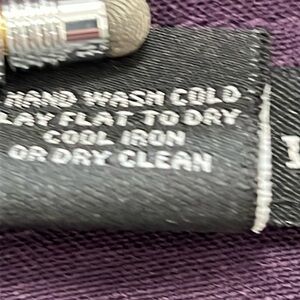 HAND WASH COLD
LAY FLAT TO DRY
COOL IRON
OR DRY CLEAN